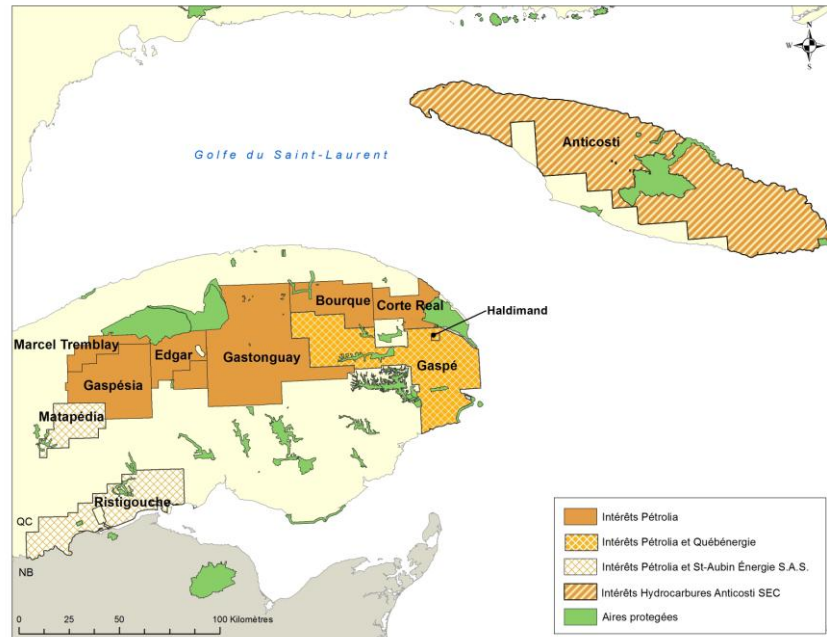 N
W E
S
Golfe du Saint-Laurent
Anticosti
Bourque
Corte Real
Haldimand
Marcel Tremblay
Edgar
Gastonguay
Gaspé
Gaspésia
Matapédia
Ristigouche
QC
NB
0 25 50 100 Kilomètres
Intérêts Pétrolia
Intérêts Pétrolia et Québénergie
Intérêts Pétrolia et St-Aubin Énergie S.A.S.
Intérêts Hydrocarbures Anticosti SEC
Aires protegées